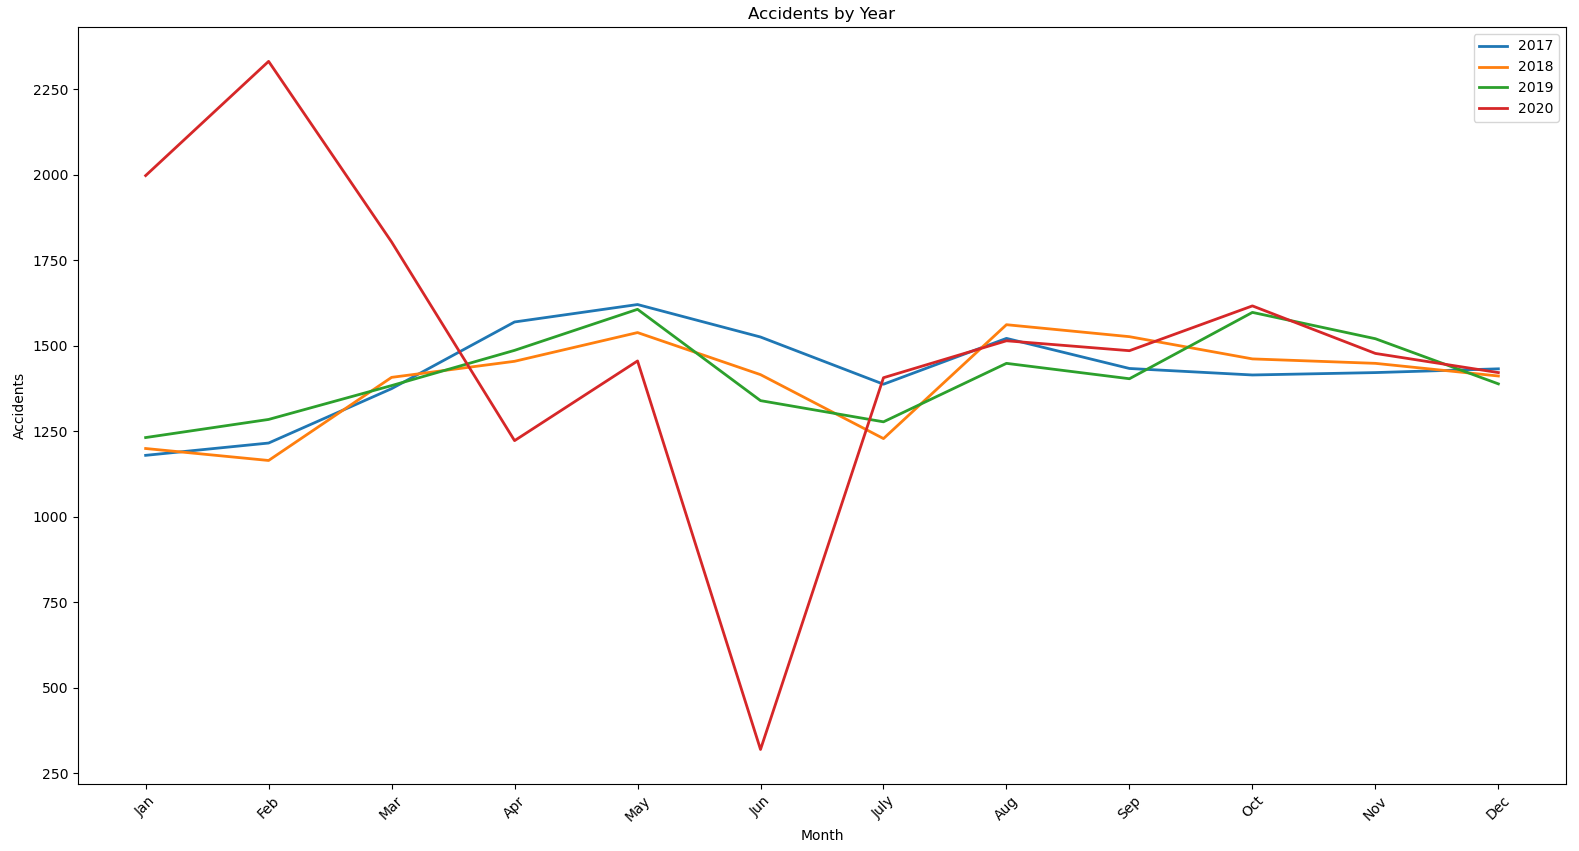 Accidents by Year
2017
2018
2019
2020
Accidents
2250
2000
1750
1500
1250
1000
750
500
250
Jan
Feb
Mar
Apr
May
Jun
July
Aug
Sep
Oct
Nov
Dec
Month